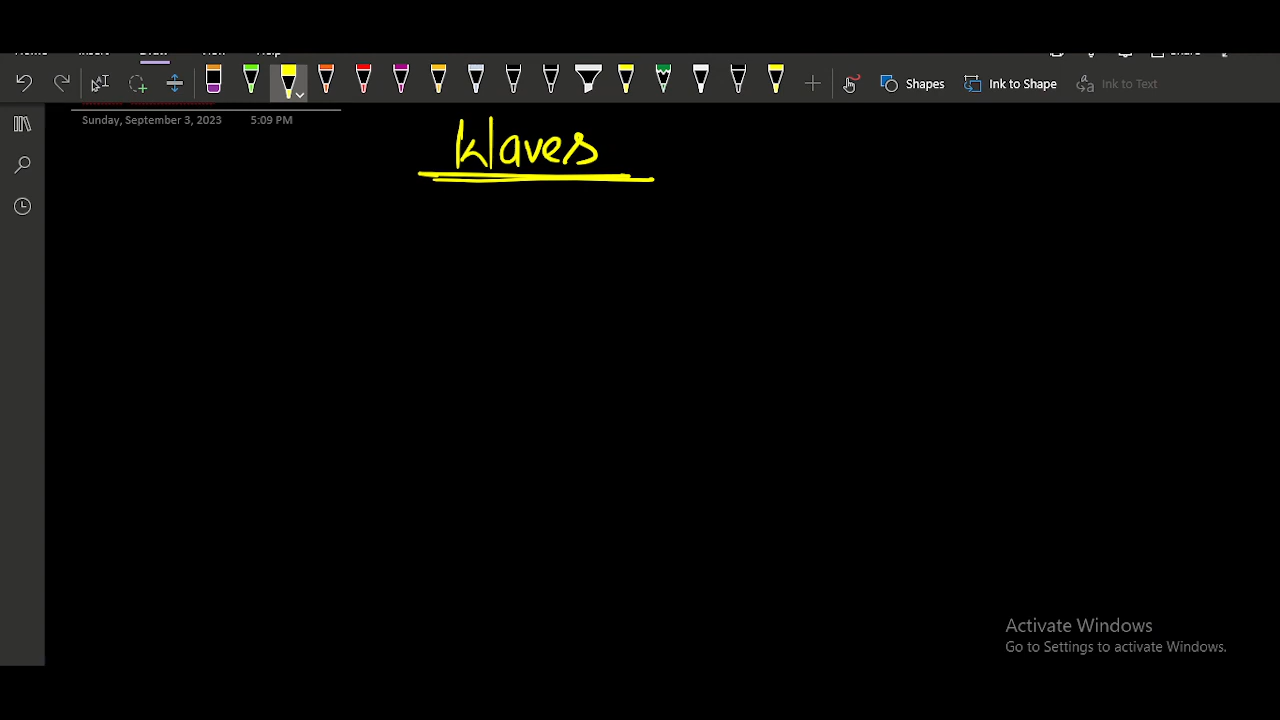 Shapes Ink to Shape Ink to Text
Sunday, September 3, 2023 5:09 PM
Waves
Activate Windows
Go to Settings to activate Windows.